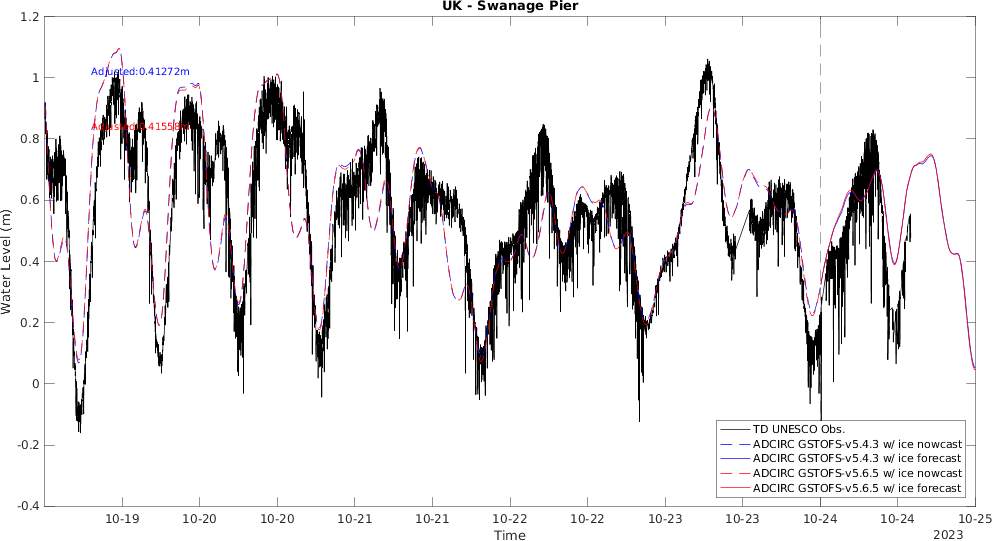 UK - Swanage Pier
1.2
1
0.8
0.6
0.4
0.2
0
-0.2
-0.4
Water Level (m)
Adjusted:0.41272m
Adjusted:0.41558m
TD UNESCO Obs.
ADCIRC GSTOFS-v5.4.3 w/ ice nowcast
ADCIRC GSTOFS-v5.4.3 w/ ice forecast
ADCIRC GSTOFS-v5.6.5 w/ ice nowcast
ADCIRC GSTOFS-v5.6.5 w/ ice forecast
10-19 10-20 10-20 10-21 10-21 10-22 10-22 10-23 10-23 10-24 10-24 10-25
Time
2023